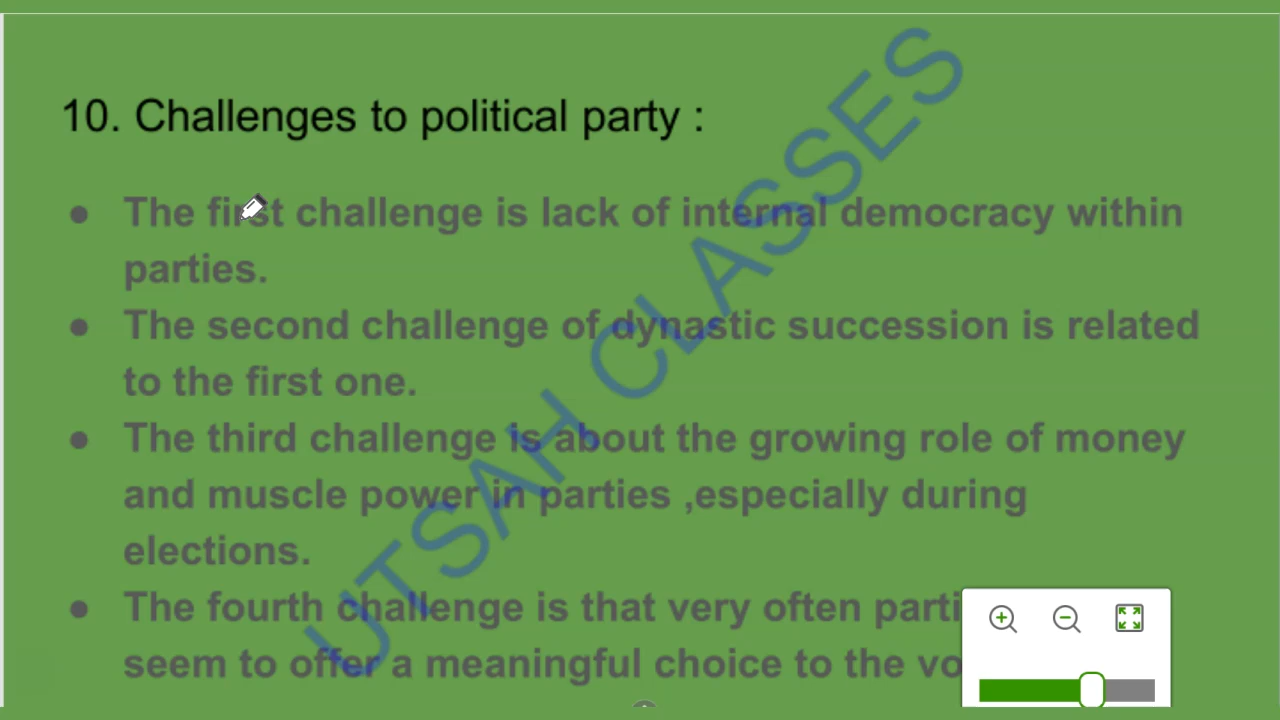 10. Challenges to political party :
● The first challenge is lack of internal democracy within
parties.
● The second challenge of dynastic succession is related
to the first one.
● The third challenge is about the growing role of money
and muscle power in parties ,especially during
elections.
● The fourth challenge is that very often
seem to offer a meaningful choice to the
UTSAH CLASSES